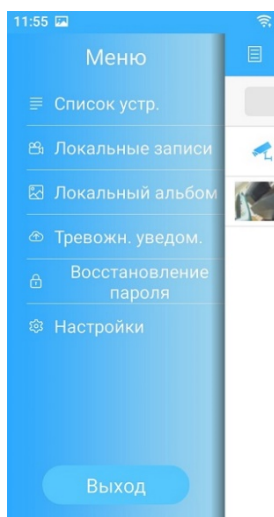 11:55
Меню
Список устр.
Локальные записи
Локальный альбом
Тревожн. уведом.
Восстановление
пароля
Настройки
Выход